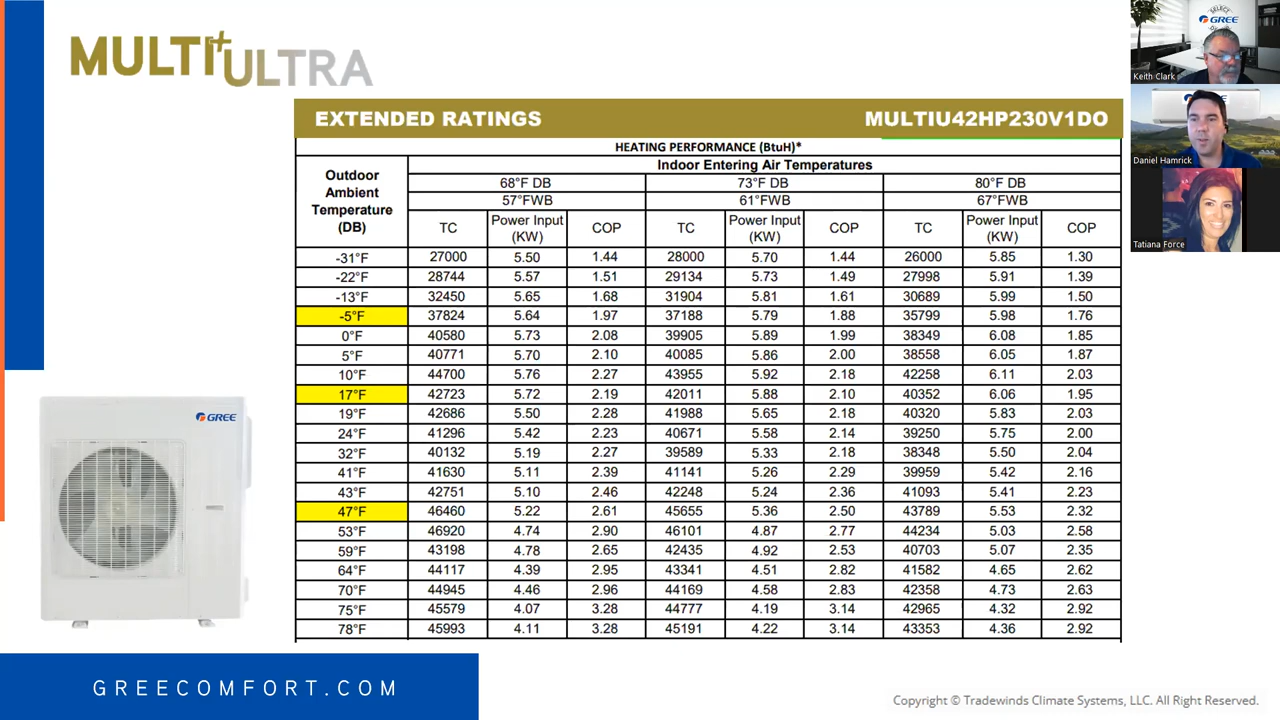 MULTI+ULTRA
EXTENDED RATINGS MULTIU42HP230V1DO
HEATING PERFORMANCE (BtuH)*
Outdoor Ambient Temperature (DB) Indoor Entering Air Temperatures
68°F DB 73°F DB 80°F DB
57°FWB 61°FWB 67°FWB
TC Power Input (KW) COP TC Power Input (KW) COP TC Power Input (KW) COP
-31°F 27000 5.50 1.44 28000 5.70 1.44 26000 5.85 1.30
-22°F 28744 5.57 1.51 29134 5.73 1.49 27998 5.91 1.39
-13°F 32450 5.65 1.68 31904 5.81 1.61 30689 5.99 1.50
-5°F 37824 5.64 1.97 37188 5.79 1.88 35799 5.98 1.76
0°F 40580 5.73 2.08 39905 5.89 1.99 38349 6.08 1.85
5°F 40771 5.70 2.10 40085 5.86 2.00 38558 6.05 1.87
10°F 44700 5.76 2.27 43955 5.92 2.18 42258 6.11 2.03
17°F 42723 5.72 2.19 42011 5.88 2.10 40352 6.06 1.95
19°F 42686 5.50 2.28 41988 5.65 2.18 40320 5.83 2.03
24°F 41296 5.42 2.23 40671 5.58 2.14 39250 5.75 2.00
32°F 40132 5.19 2.27 39589 5.33 2.18 38348 5.50 2.04
41°F 41630 5.11 2.39 41141 5.26 2.29 39959 5.42 2.16
43°F 42751 5.10 2.46 42248 5.24 2.36 41093 5.41 2.23
47°F 46460 5.22 2.61 45655 5.36 2.50 43789 5.53 2.32
53°F 46920 4.74 2.90 46101 4.87 2.77 44234 5.03 2.58
59°F 43198 4.78 2.65 42435 4.92 2.53 40703 5.07 2.35
64°F 44117 4.39 2.95 43341 4.51 2.82 41582 4.65 2.62
70°F 44945 4.46 2.96 44169 4.58 2.83 42358 4.73 2.63
75°F 45579 4.07 3.28 44777 4.19 3.14 42965 4.32 2.92
78°F 45993 4.11 3.28 45191 4.22 3.14 43353 4.36 2.92
GREE
GREECOMFORT.COM
Copyright © Tradewinds Climate Systems, LLC. All Right Reserved.
SELECT
GREE
Keith Clark
Daniel Hamrick
Tatiana Force